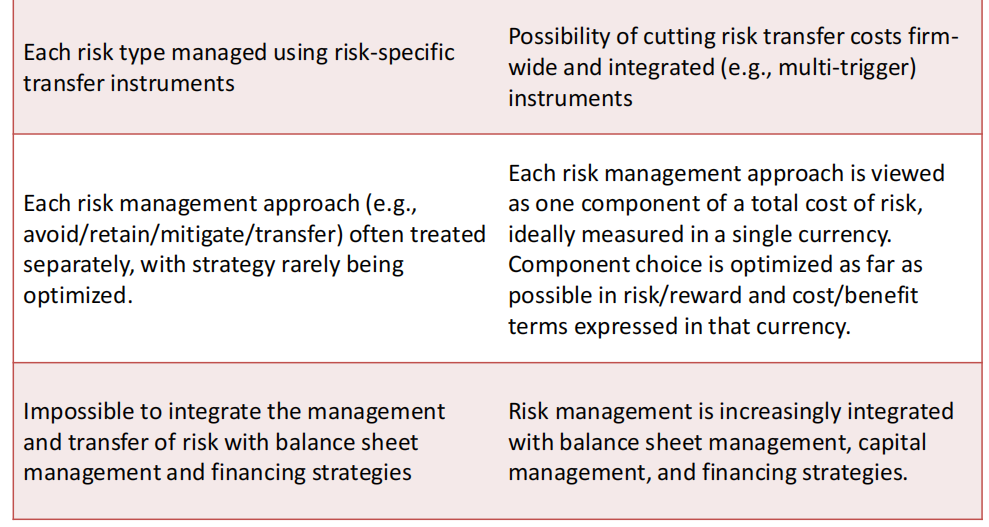 Each risk type managed using risk-specific
transfer instruments
Possibility of cutting risk transfer costs firm-
wide and integrated (e.g., multi-trigger)
instruments
Each risk management approach (e.g.,
avoid/retain/mitigate/transfer) often treated
separately, with strategy rarely being
optimized.
Each risk management approach is viewed
as one component of a total cost of risk,
ideally measured in a single currency.
Component choice is optimized as far as
possible in risk/reward and cost/benefit
terms expressed in that currency.
Impossible to integrate the management
and transfer of risk with balance sheet
management and financing strategies
Risk management is increasingly integrated
with balance sheet management, capital
management, and financing strategies.